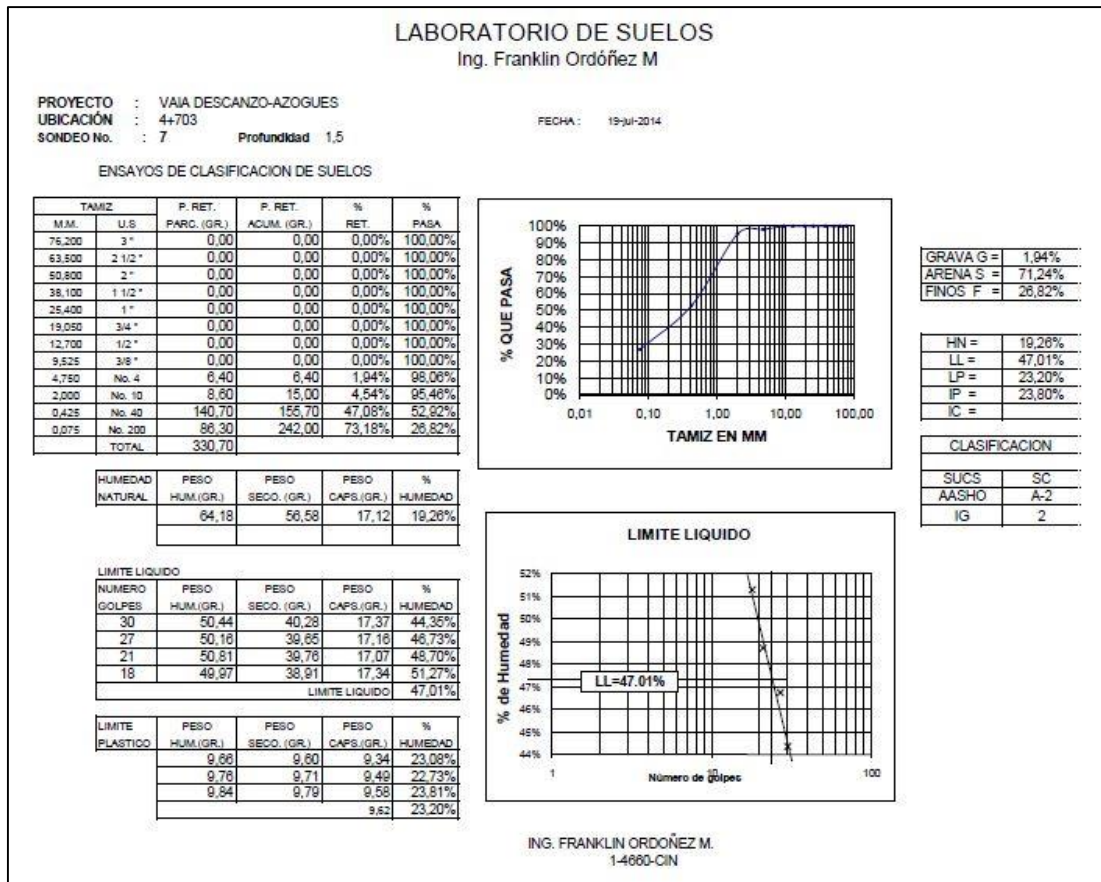 LABORATORIO DE SUELOS
Ing. Franklin Ordóñez M
PROYECTO : VAIA DESCANZO-AZOGUES
UBICACIÓN : 4+703
FECHA : 19-jul-2014
SONDEO No. : 7 Profundidad 1,5
ENSAYOS DE CLASIFICACION DE SUELOS
TAMIZ P. RET. P. RET. % %
M.M. U.S PARC. (GR.) ACUM. (GR.) RET. PASA
76,200 3 " 0,00 0,00 0,00% 100,00%
63,500 2 1/2 " 0,00 0,00 0,00% 100,00%
50,800 2 " 0,00 0,00 0,00% 100,00%
38,100 1 1/2 " 0,00 0,00 0,00% 100,00%
25,400 1 " 0,00 0,00 0,00% 100,00%
19,050 3/4 " 0,00 0,00 0,00% 100,00%
12,700 1/2 " 0,00 0,00 0,00% 100,00%
9,525 3/8 " 0,00 0,00 0,00% 100,00%
4,750 No. 4 6,40 6,40 1,94% 98,06%
2,000 No. 10 8,60 15,00 4,54% 95,46%
0,425 No. 40 140,70 155,70 47,08% 52,92%
0,075 No. 200 86,30 242,00 73,18% 26,82%
TOTAL 330,70
% QUE PASA
100%
90%
80%
70%
60%
50%
40%
30%
20%
10%
0%
0,01 0,10 1,00 10,00 100,00
TAMIZ EN MM
GRAVA G = 1,94%
ARENA S = 71,24%
FINOS F = 26,82%
HN = 19,26%
LL = 47,01%
LP = 23,20%
IP = 23,80%
IC =
CLASIFICACION
SUCS SC
AASHO A-2
IG 2
HUMEDAD PESO PESO PESO %
NATURAL HUM.(GR.) SECO. (GR.) CAPS.(GR.) HUMEDAD
64,18 56,58 17,12 19,26%
LIMITE LIQUIDO
NUMERO PESO PESO PESO %
GOLPES HUM.(GR.) SECO. (GR.) CAPS.(GR.) HUMEDAD
30 50,44 40,28 17,37 44,35%
27 50,16 39,65 17,16 46,73%
21 50,81 39,76 17,07 48,70%
18 49,97 38,91 17,34 51,27%
LIMITE LIQUIDO 47,01%
LIMITE PESO PESO PESO %
PLASTICO HUM.(GR.) SECO. (GR.) CAPS.(GR.) HUMEDAD
9,66 9,60 9,34 23,08%
9,76 9,71 9,49 22,73%
9,84 9,79 9,58 23,81%
9,62 23,20%
LIMITE LIQUIDO
% de Humedad
52%
51%
50%
49%
48%
47%
46%
45%
44%
LL=47.01%
1 10 100
Número de golpes
ING. FRANKLIN ORDOÑEZ M.
1-4660-CIN